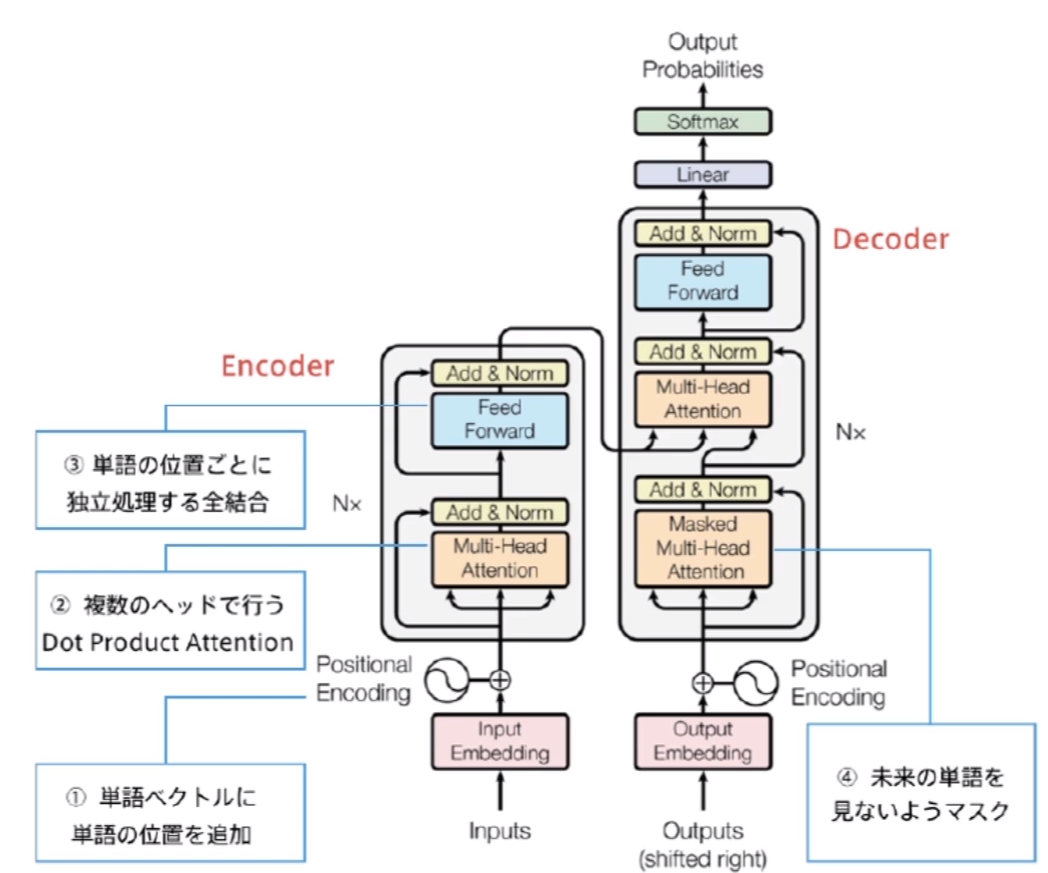 Output
Probabilities
Softmax
Linear
Add & Norm
Feed
Forward
Add & Norm
Multi-Head
Attention
Add & Norm
Masked
Multi-Head
Attention
Decoder
Nx
Encoder
Add & Norm
Feed
Forward
Add & Norm
Multi-Head
Attention
Nx
③ 単語の位置ごとに
独立処理する全結合
② 複数のヘッドで行う
Dot Product Attention
Positional
Encoding
① 単語ベクトルに
単語の位置を追加
Input
Embedding
Inputs
Positional
Encoding
Output
Embedding
Outputs
(shifted right)
④ 未来の単語を
見ないようマスク